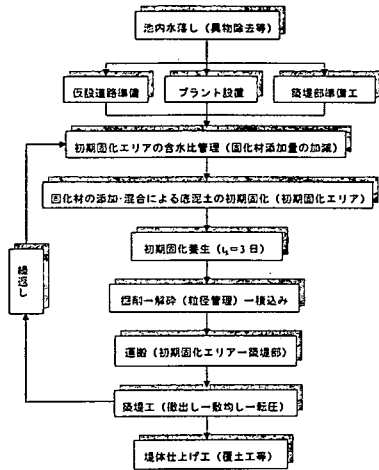 池内水落し（異物除去等）
仮設道路準備
プラント設置
築堤部準備工
初期固化エリアの含水比管理（固化材添加量の加減）
固化材の添加・混合による底泥土の初期固化（初期固化エリア）
初期固化養生（ts＝3日）
掘削ー解砕（粒径管理）ー積込み
繰返し
運搬（初期固化エリアー築堤部）
築堤工（撒出しー敷均しー転圧）
堤体仕上げ工（覆土工等）